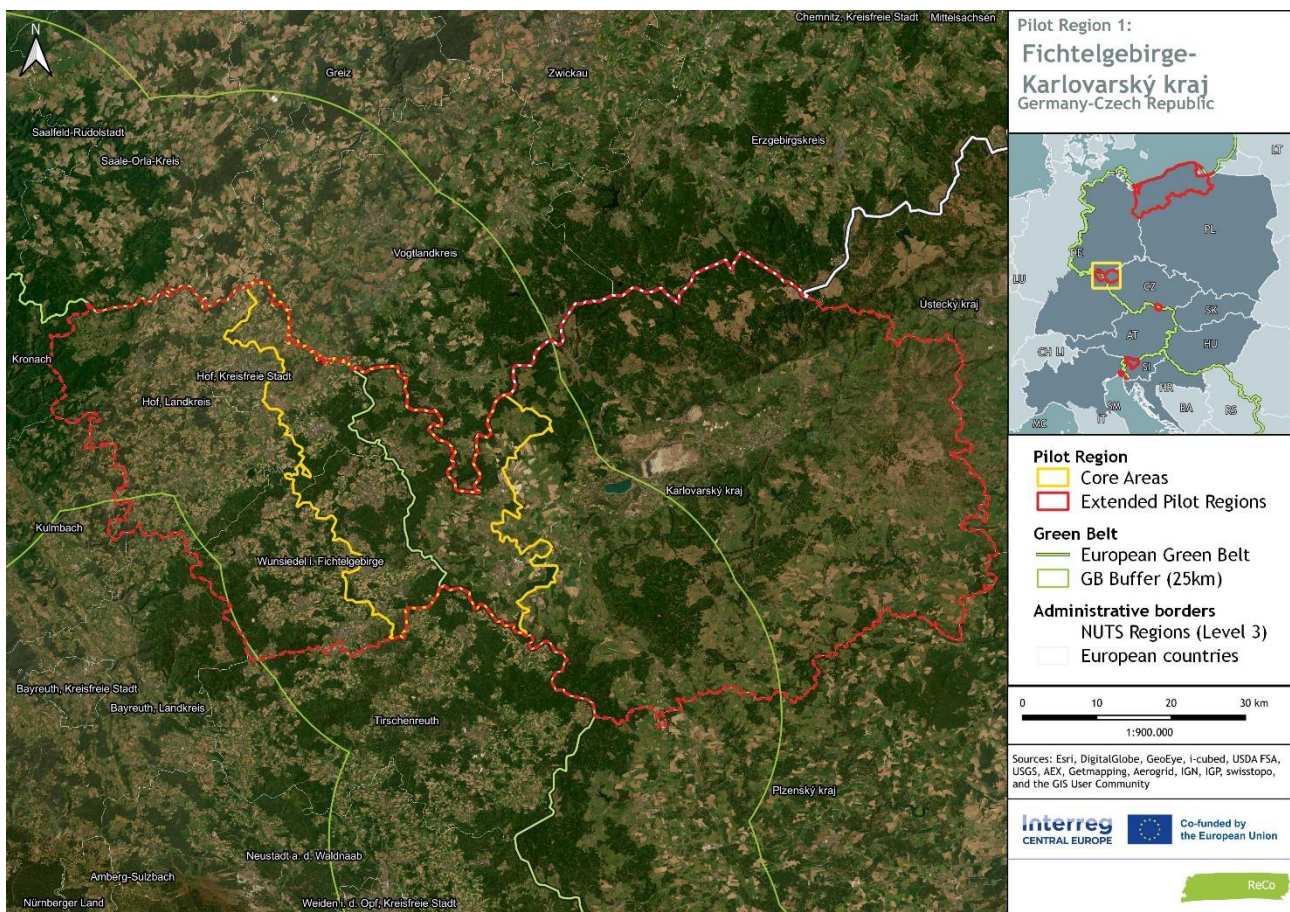 Pilot Region 1:
Fichtelgebirge-
Karlovarský kraj
Germany-Czech Republic
N
Chemnitz, Kreisfreie Stadt
Mittelsachsen
Greiz
Zwickau
Saalfeld-Rudolstadt
Saale-Orla-Kreis
Erzgebirgskreis
Vogtlandkreis
Ústecký kraj
Kronach
Hof, Kreisfreie Stadt
Hof, Landkreis
Karlovarský kraj
Kulmbach
Wunsiedel i. Fichtelgebirge
Bayreuth, Kreisfreie Stadt
Bayreuth, Landkreis
Tirschenreuth
Plzeňský kraj
Neustadt a. d. Waldnaab
Amberg-Sulzbach
Nürnberger Land
Weiden i. d. Opf, Kreisfreie Stadt
LT
PL
DE
LU
CZ
SK
AT
HU
CH LI
SI
HR
SM
BA
RS
MC
IT
Pilot Region
Core Areas
Extended Pilot Regions
Green Belt
European Green Belt
GB Buffer (25km)
Administrative borders
NUTS Regions (Level 3)
European countries
0 10 20 30 km
1:900.000
Sources: Esri, DigitalGlobe, GeoEye, i-cubed, USDA FSA,
USGS, AEX, Getmapping, Aerogrid, IGN, IGP, swisstopo,
and the GIS User Community
Interreg
CENTRAL EUROPE
Co-funded by
the European Union
ReCo